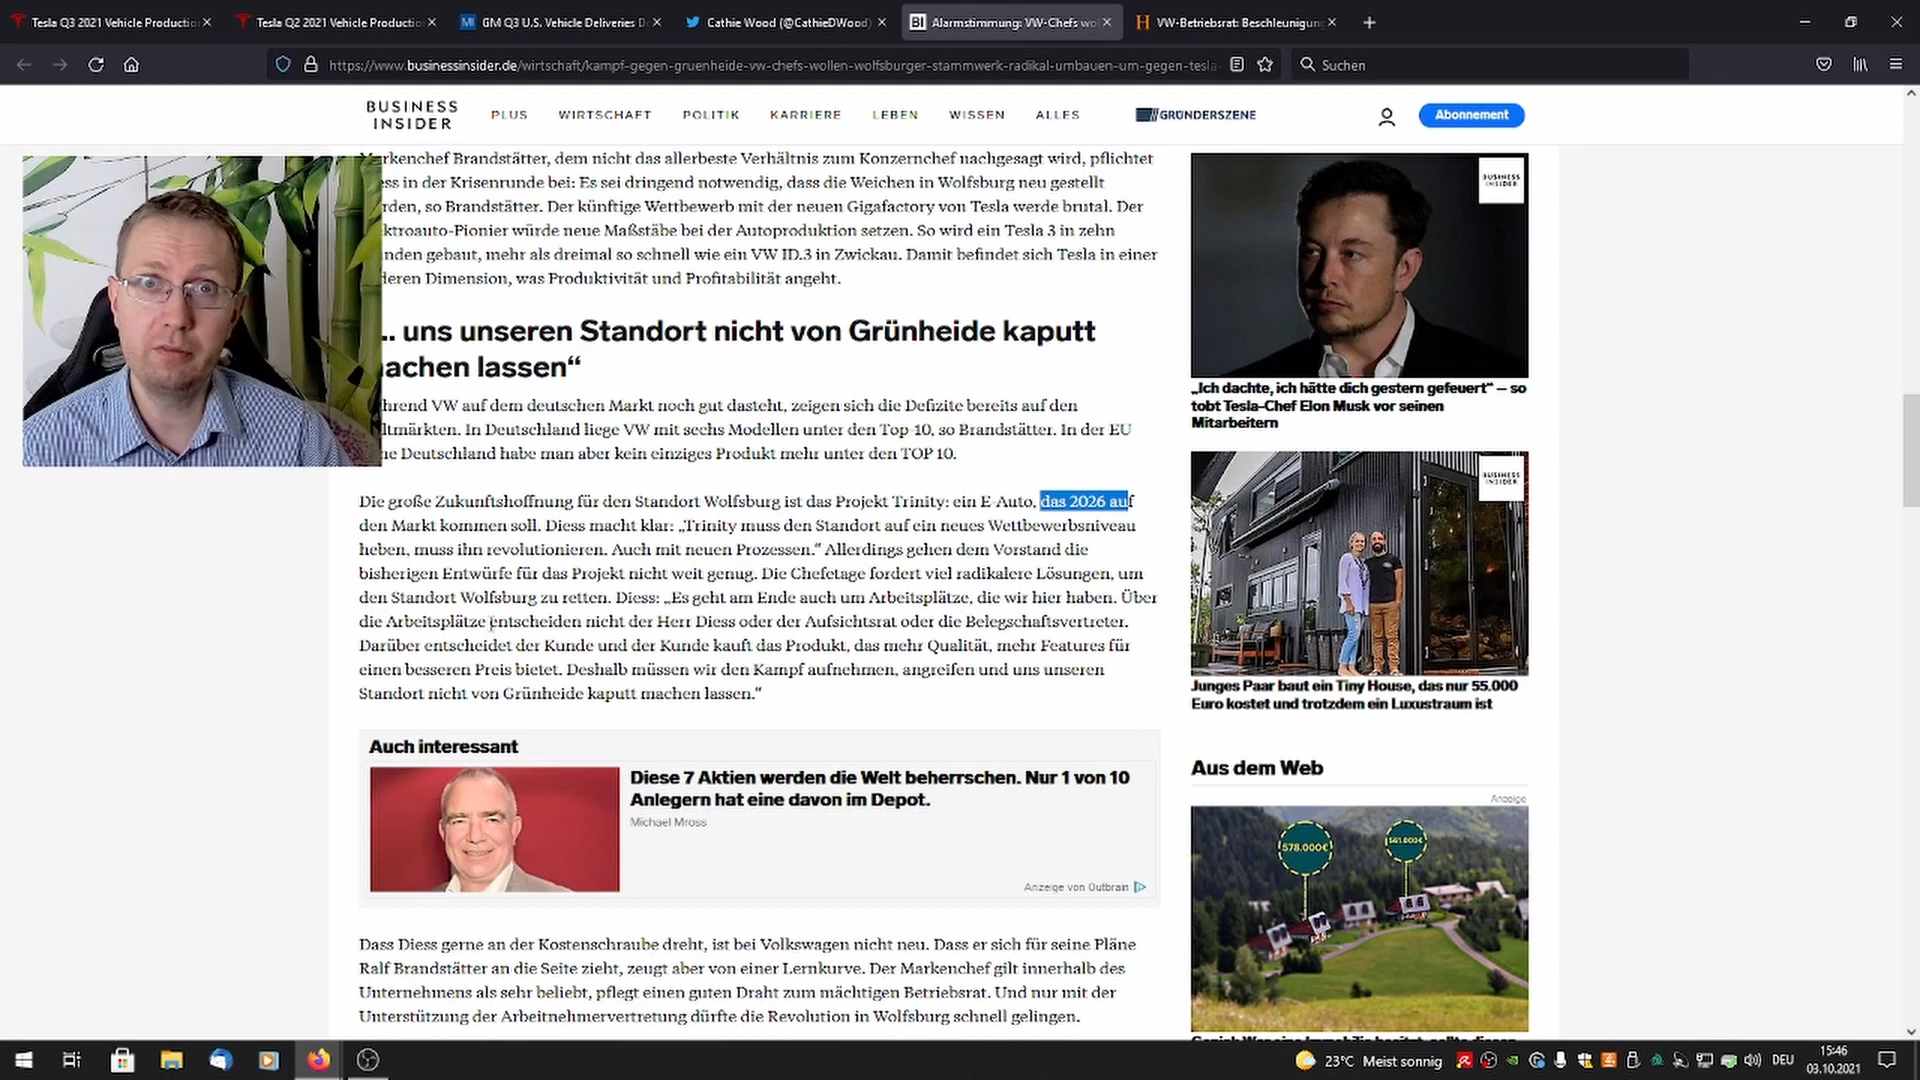 Tesla Q3 2021 Vehicle Productio
Tesla Q2 2021 Vehicle Productio
GM Q3 U.S. Vehicle Deliveries D
Cathie Wood (@CathieDWood)
BI Alarmstimmung: VW-Chefs wo
VW-Betriebsrat: Beschleunigung
https://www.businessinsider.de/wirtschaft/kampf-gegen-gruenheide-vw-chefs-wollen-wolfsburger-stammwerk-radikal-umbauen-um-gegen-tesla
Suchen
BUSINESS
INSIDER
PLUS
WIRTSCHAFT
POLITIK
KARRIERE
LEBEN
WISSEN
ALLES
GRÜNDERSZENE
Abonnement
rkenchef Brandstätter, dem nicht das allerbeste Verhältnis zum Konzernchef nachgesagt wird, pflichtet
ess in der Krisenrunde bei: Es sei dringend notwendig, dass die Weichen in Wolfsburg neu gestellt
rden, so Brandstätter. Der künftige Wettbewerb mit der neuen Gigafactory von Tesla werde brutal. Der
ktroauto-Pionier würde neue Maßstäbe bei der Autoproduktion setzen. So wird ein Tesla 3 in zehn
nden gebaut, mehr als dreimal so schnell wie ein VW ID.3 in Zwickau. Damit befindet sich Tesla in einer
deren Dimension, was Produktivität und Profitabilität angeht.
.. uns unseren Standort nicht von Grünheide kaputt
achen lassen“
hrend VW auf dem deutschen Markt noch gut dasteht, zeigen sich die Defizite bereits auf den
ltmärkten. In Deutschland liege VW mit sechs Modellen unter den Top-10, so Brandstätter. In der EU
ne Deutschland habe man aber kein einziges Produkt mehr unter den TOP 10.
Die große Zukunftshoffnung für den Standort Wolfsburg ist das Projekt Trinity: ein E-Auto, das 2026 auf
den Markt kommen soll. Diess macht klar: „Trinity muss den Standort auf ein neues Wettbewerbsniveau
heben, muss ihn revolutionieren. Auch mit neuen Prozessen.“ Allerdings gehen dem Vorstand die
bisherigen Entwürfe für das Projekt nicht weit genug. Die Chefetage fordert viel radikalere Lösungen, um
den Standort Wolfsburg zu retten. Diess: „Es geht am Ende auch um Arbeitsplätze, die wir hier haben. Über
die Arbeitsplätze entscheiden nicht der Herr Diess oder der Aufsichtsrat oder die Belegschaftsvertreter.
Darüber entscheidet der Kunde und der Kunde kauft das Produkt, das mehr Qualität, mehr Features für
einen besseren Preis bietet. Deshalb müssen wir den Kampf aufnehmen, angreifen und uns unseren
Standort nicht von Grünheide kaputt machen lassen.“
Auch interessant
Diese 7 Aktien werden die Welt beherrschen. Nur 1 von 10
Anlegern hat eine davon im Depot.
Michael Mross
Anzeige von Outbrain
Dass Diess gerne an der Kostenschraube dreht, ist bei Volkswagen nicht neu. Dass er sich für seine Pläne
Ralf Brandstätter an die Seite zieht, zeugt aber von einer Lernkurve. Der Markenchef gilt innerhalb des
Unternehmens als sehr beliebt, pflegt einen guten Draht zum mächtigen Betriebsrat. Und nur mit der
Unterstützung der Arbeitnehmervertretung dürfte die Revolution in Wolfsburg schnell gelingen.
BUSINESS
INSIDER
„Ich dachte, ich hätte dich gestern gefeuert“ – so
tobt Tesla-Chef Elon Musk vor seinen
Mitarbeitern
BUSINESS
INSIDER
Junges Paar baut ein Tiny House, das nur 55.000
Euro kostet und trotzdem ein Luxustraum ist
Aus dem Web
Anzeige
578.000€
561.000€
23°C Meist sonnig
DEU
15:46
03.10.2021